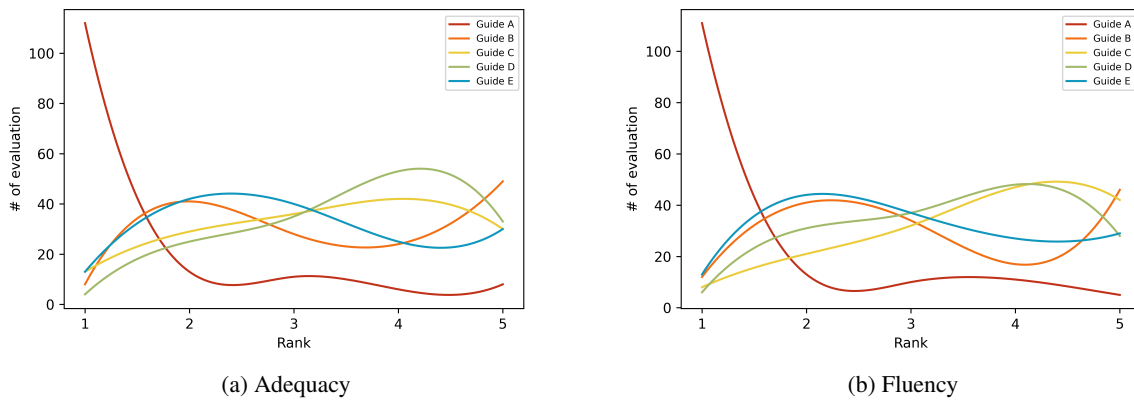 # of evaluation
100
80
60
40
20
0
1 2 3 4 5
Rank
Guide A
Guide B
Guide C
Guide D
Guide E
(a) Adequacy
# of evaluation
100
80
60
40
20
0
1 2 3 4 5
Rank
Guide A
Guide B
Guide C
Guide D
Guide E
(b) Fluency